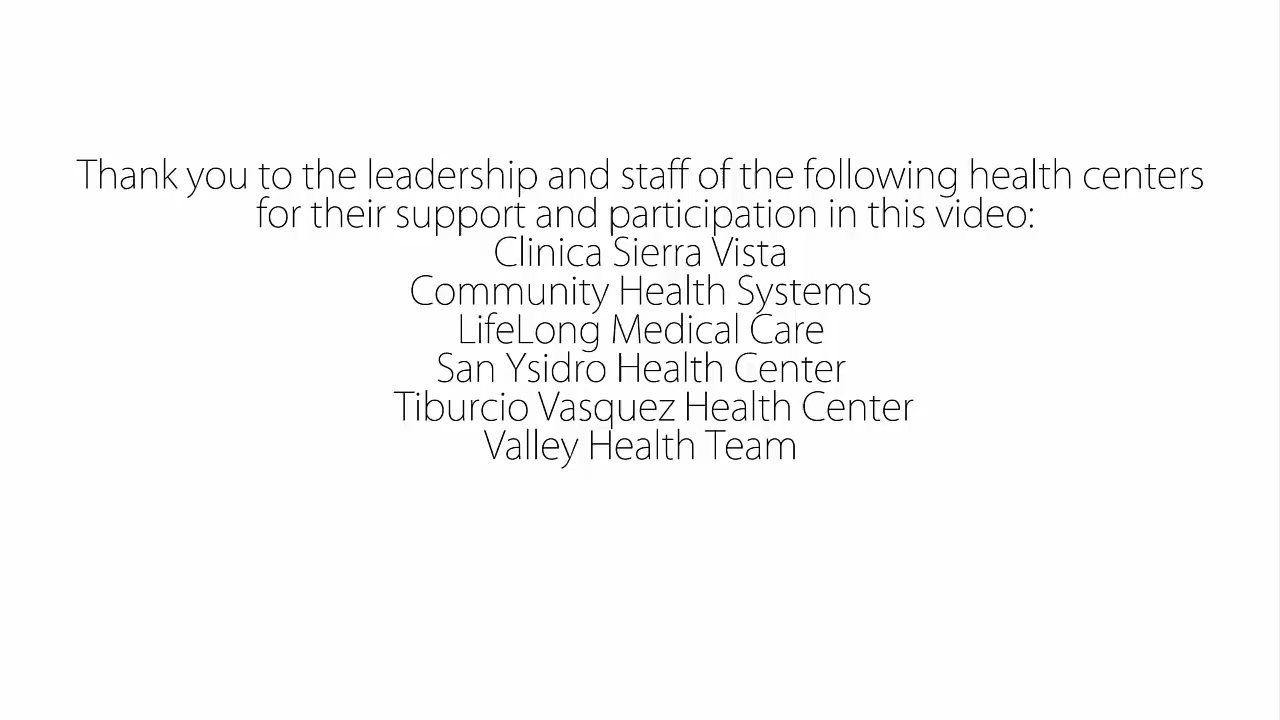 Thank you to the leadership and staff of the following health centers
for their support and participation in this video:
Clinica Sierra Vista
Community Health Systems
LifeLong Medical Care
San Ysidro Health Center
Tiburcio Vasquez Health Center
Valley Health Team